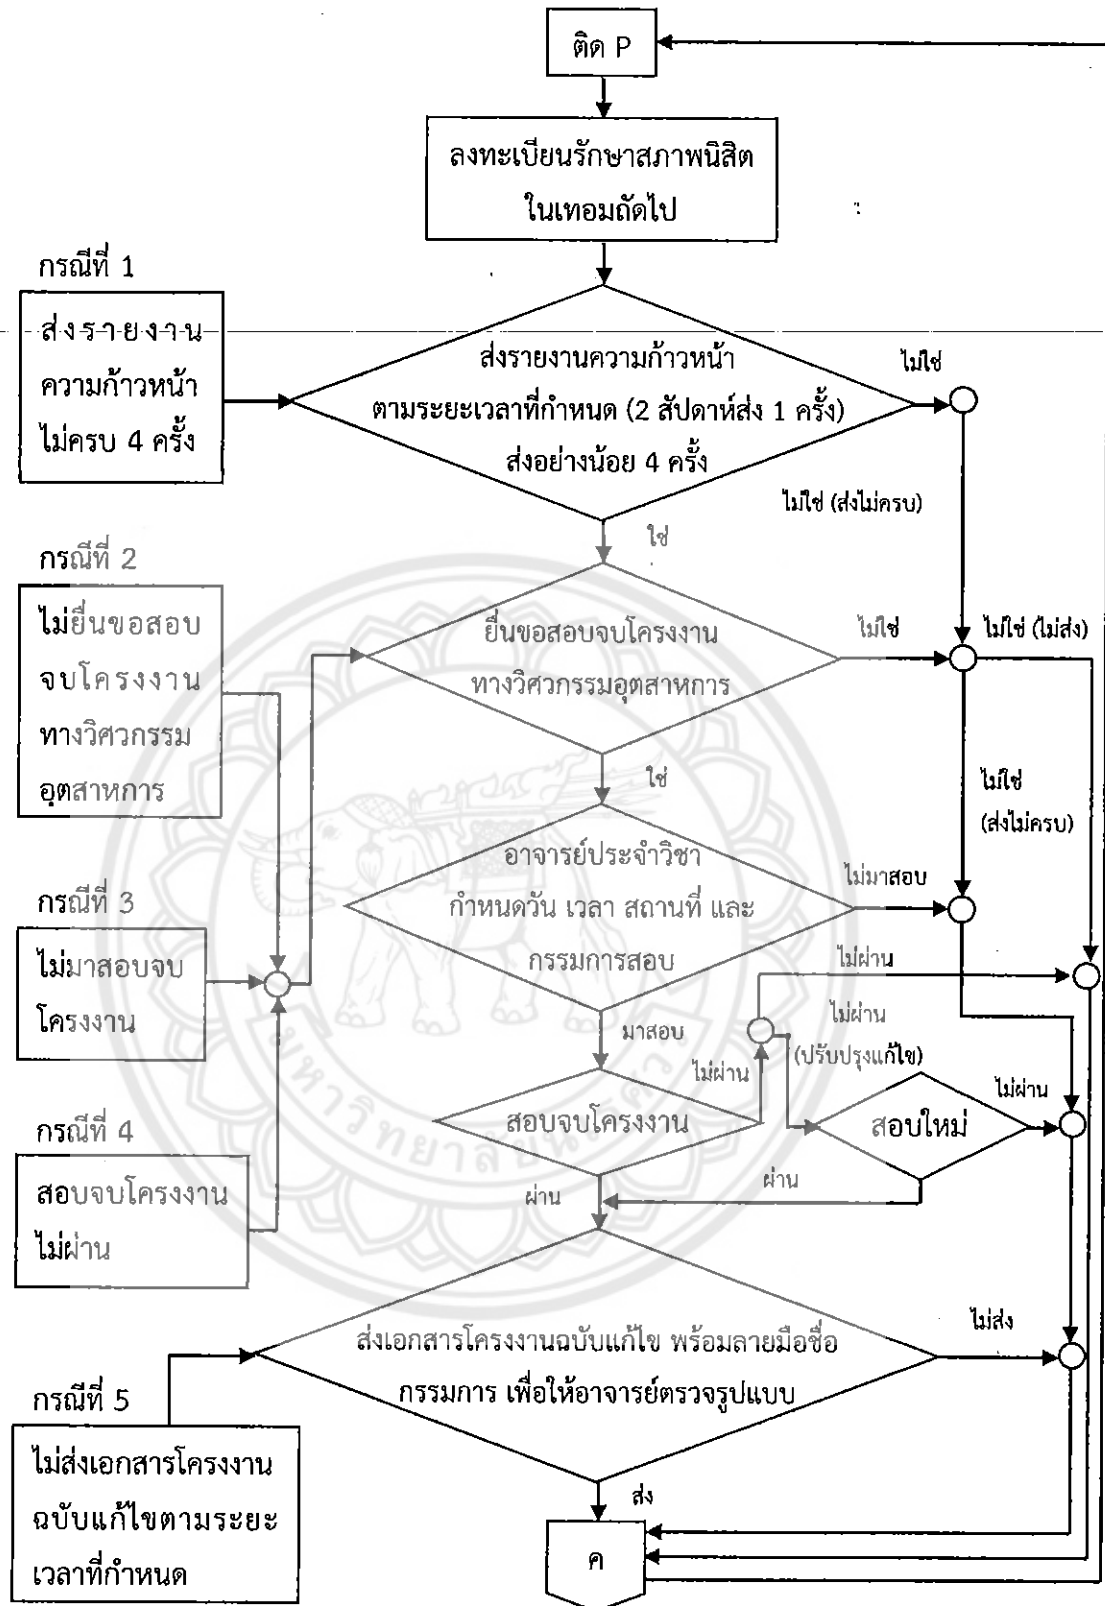 ติด P
ลงทะเบียนรักษาสภาพนิสิต
ในเทอมถัดไป
กรณีที่ 1
ส่งรายงาน
ความก้าวหน้า
ไม่ครบ 4 ครั้ง
ส่งรายงานความก้าวหน้า
ตามระยะเวลาที่กำหนด (2 สัปดาห์ส่ง 1 ครั้ง)
ส่งอย่างน้อย 4 ครั้ง
ไม่ใช่
ไม่ใช่ (ส่งไม่ครบ)
ใช่
กรณีที่ 2
ไม่ยื่นขอสอบ
จบโครงงาน
ทางวิศวกรรม
อุตสาหการ
ยื่นขอสอบจบโครงงาน
ทางวิศวกรรมอุตสาหการ
ไม่ใช่
ไม่ใช่ (ไม่ส่ง)
ใช่
ไม่ใช่
(ส่งไม่ครบ)
กรณีที่ 3
ไม่มาสอบจบ
โครงงาน
อาจารย์ประจำวิชา
กำหนดวัน เวลา สถานที่ และ
กรรมการสอบ
ไม่มาสอบ
ไม่ผ่าน
มาสอบ
ไม่ผ่าน
ไม่ผ่าน
(ปรับปรุงแก้ไข)
ไม่ผ่าน
สอบจบโครงงาน
สอบใหม่
กรณีที่ 4
สอบจบโครงงาน
ไม่ผ่าน
ผ่าน
ผ่าน
มหาวิทยาลัยนเรศวร
ส่งเอกสารโครงงานฉบับแก้ไข พร้อมลายมือชื่อ
กรรมการ เพื่อให้อาจารย์ตรวจรูปแบบ
ไม่ส่ง
กรณีที่ 5
ไม่ส่งเอกสารโครงงาน
ฉบับแก้ไขตามระยะ
เวลาที่กำหนด
ส่ง
ค